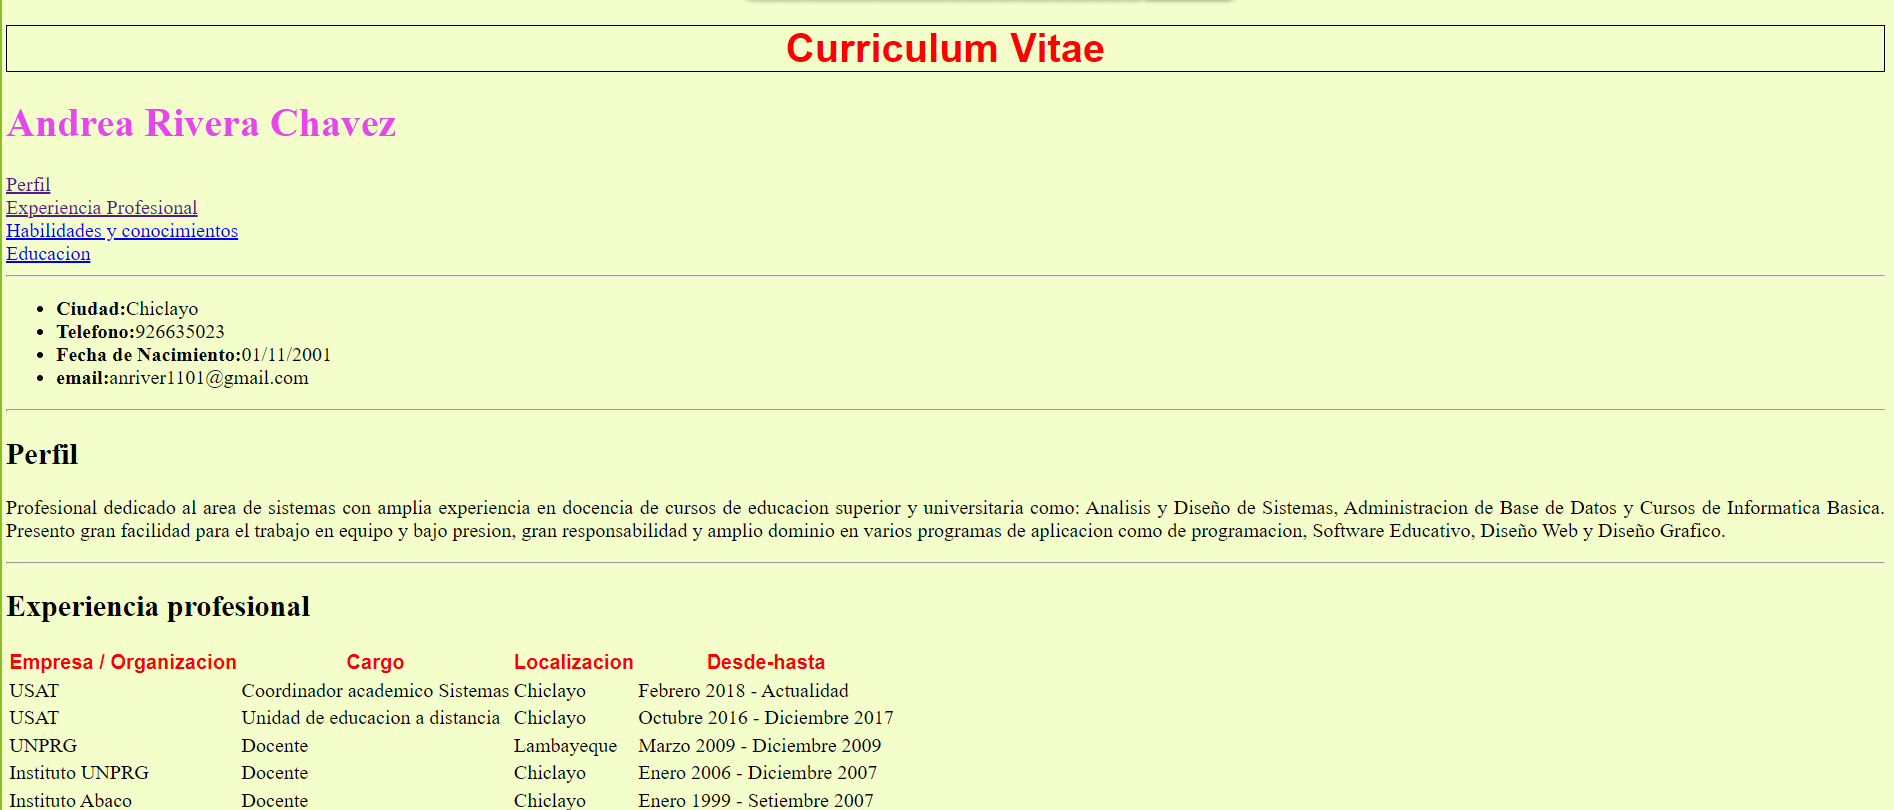 Curriculum Vitae
Andrea Rivera Chavez
Perfil
Experiencia Profesional
Habilidades y conocimientos
Educacion
Ciudad:Chiclayo
Telefono:926635023
Fecha de Nacimiento:01/11/2001
email:anriver1101@gmail.com
Perfil
Profesional dedicado al area de sistemas con amplia experiencia en docencia de cursos de educacion superior y universitaria como: Analisis y Diseño de Sistemas, Administracion de Base de Datos y Cursos de Informatica Basica.
Presento gran facilidad para el trabajo en equipo y bajo presion, gran responsabilidad y amplio dominio en varios programas de aplicacion como de programacion, Software Educativo, Diseño Web y Diseño Grafico.
Experiencia profesional
Empresa / Organizacion Cargo Localizacion Desde-hasta
USAT Coordinador academico Sistemas Chiclayo Febrero 2018 - Actualidad
USAT Unidad de educacion a distancia Chiclayo Octubre 2016 - Diciembre 2017
UNPRG Docente Lambayeque Marzo 2009 - Diciembre 2009
Instituto UNPRG Docente Chiclayo Enero 2006 - Diciembre 2007
Instituto Abaco Docente Chiclayo Enero 1999 - Setiembre 2007